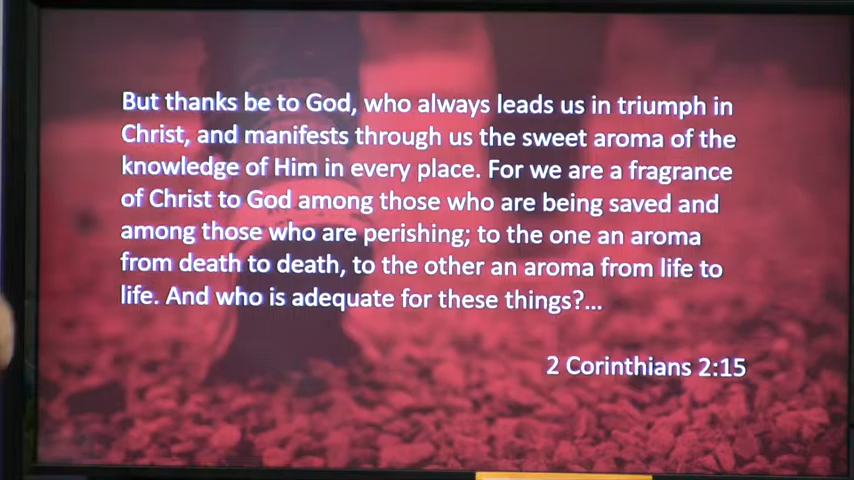 But thanks be to God, who always leads us in triumph in
Christ, and manifests through us the sweet aroma of the
knowledge of Him in every place. For we are a fragrance
of Christ to God among those who are being saved and
among those who are perishing; to the one an aroma
from death to death, to the other an aroma from life to
life. And who is adequate for these things?...
2 Corinthians 2:15